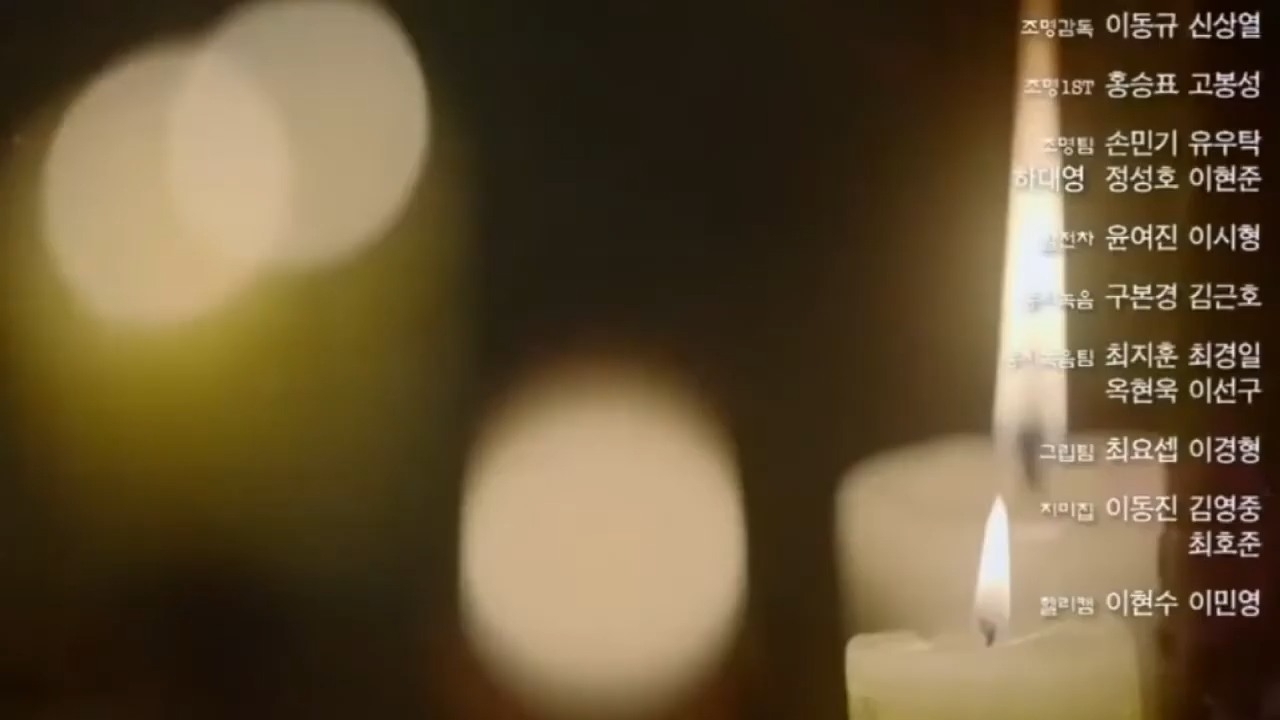 조명감독 이동규 신상열
조명1ST 홍승표 고봉성
조명팀 손민기 유우탁
하대영 정성호 이현준
윤여진 이시형
구본경 김근호
최지훈 최경일
옥현욱 이선구
그립팀 최요셉 이경형
지미집 이동진 김영중
최호준
헬리캠 이현수 이민영